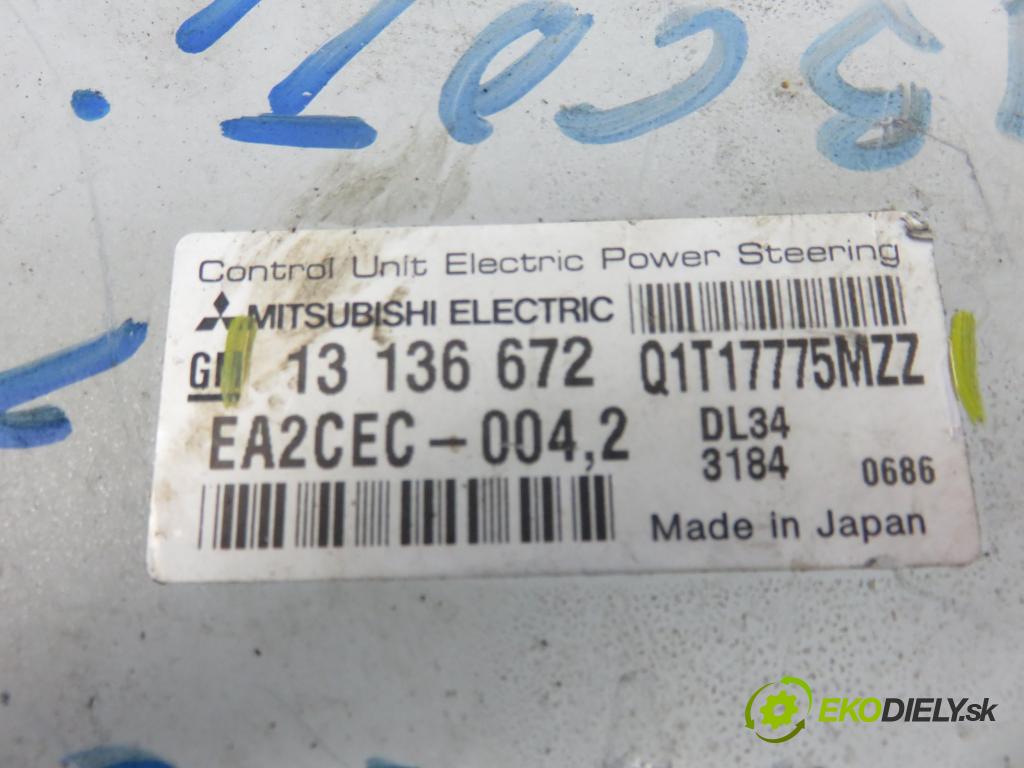 Control Unit Electric Power Steering
MITSUBISHI ELECTRIC
GM 13 136 672 Q1T17775MZZ
EA2CEC-004,2 DL34
3184 0686
Made in Japan
EKODIELY.sk